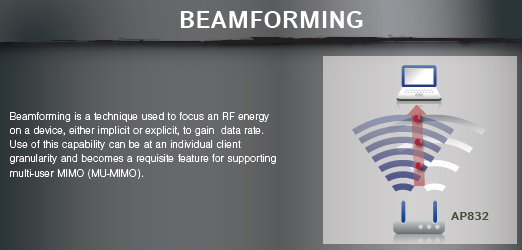 BEAMFORMING
Beamforming is a technique used to focus an RF energy
on a device, either implicit or explicit, to gain data rate.
Use of this capability can be at an individual client
granularity and becomes a requisite feature for supporting
multi-user MIMO (MU-MIMO).
AP832